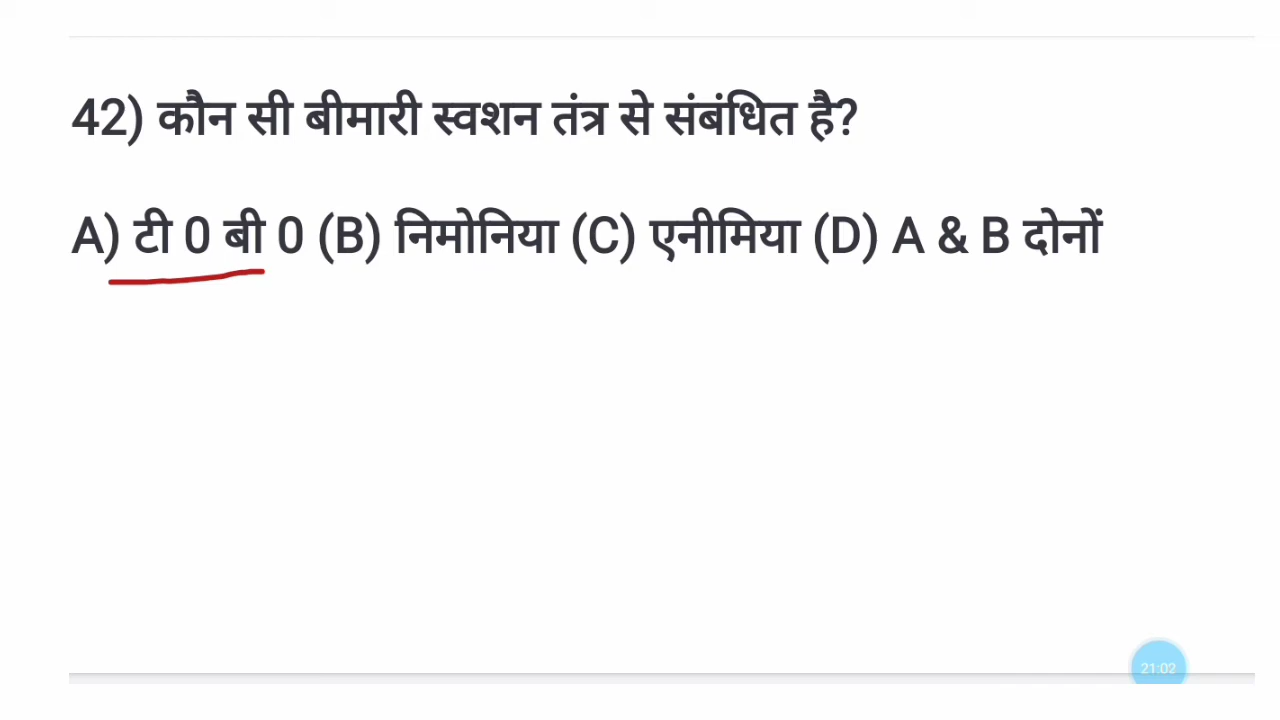 42) कौन सी बीमारी स्वशन तंत्र से संबंधित है?
A) टी 0 बी 0 (B) निमोनिया (C) एनीमिया (D) A & B दोनों
21:02